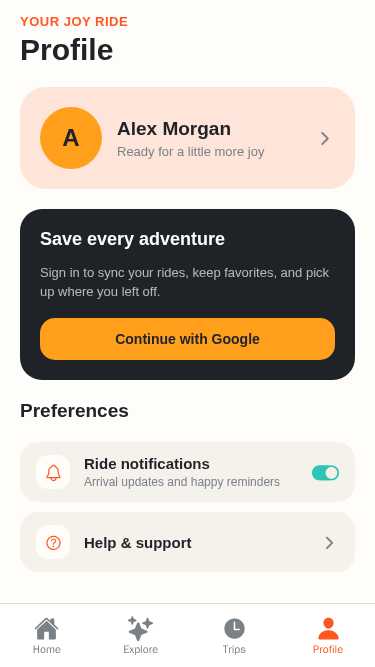 YOUR JOY RIDE
Profile
A
Alex Morgan
Ready for a little more joy
Save every adventure
Sign in to sync your rides, keep favorites, and pick
up where you left off.
Continue with Google
Preferences
Ride notifications
Arrival updates and happy reminders
?
Help & support
Home
Explore
Trips
Profile